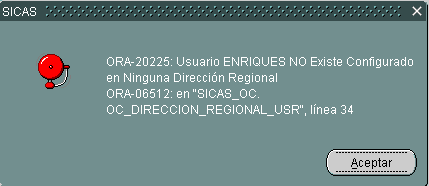 SICAS
ORA-20225: Usuario ENRIQUES NO Existe Configurado
en Ninguna Dirección Regional
ORA-06512: en "SICAS_OC.
OC_DIRECCION_REGIONAL_USR", línea 34
Aceptar